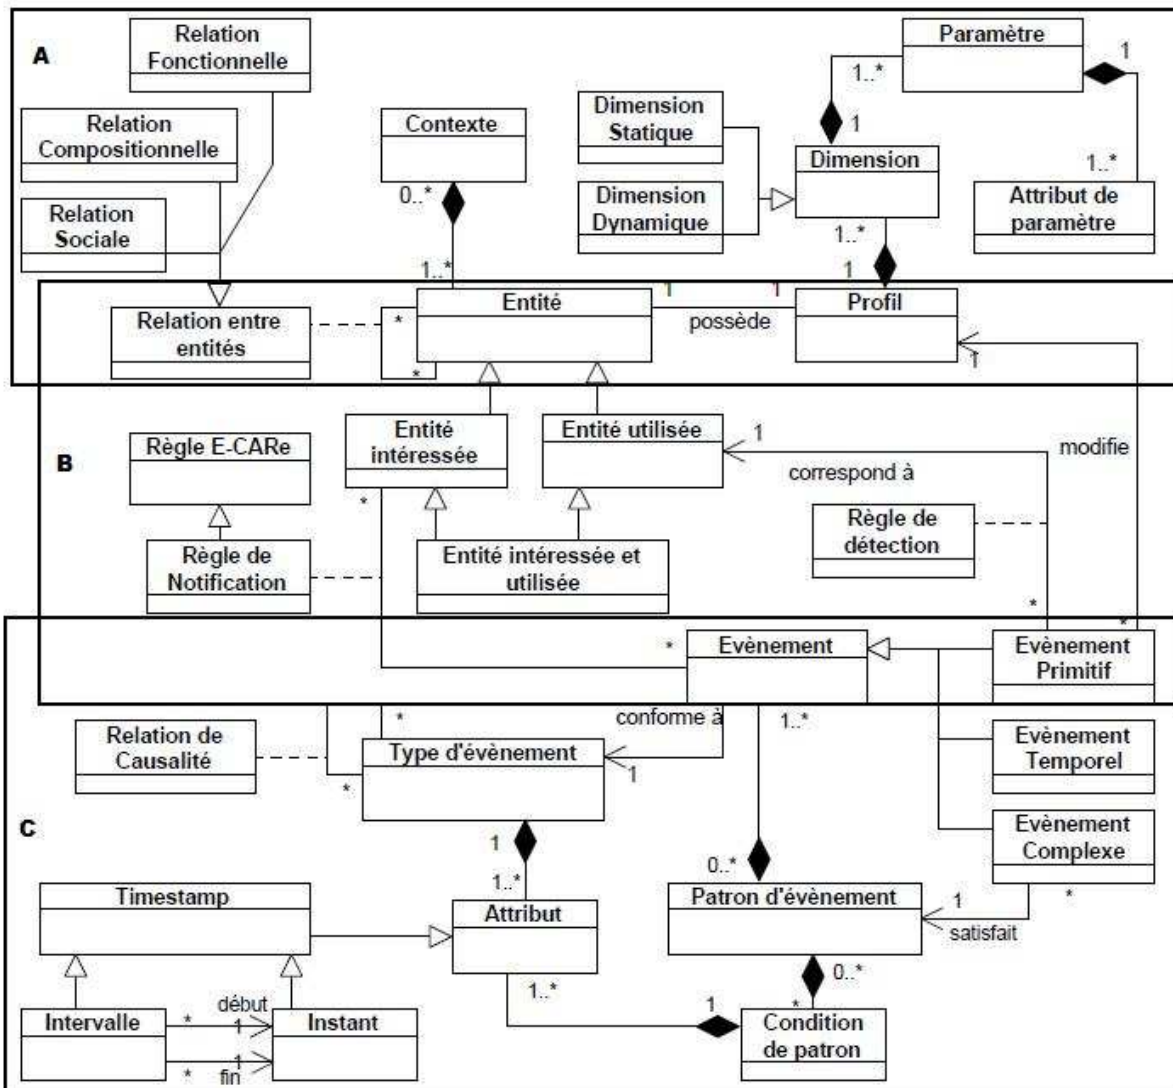 A
Relation
Fonctionnelle
Paramètre
1
1..*
Relation
Compositionnelle
Contexte
Dimension
Statique
1
Dimension
1..*
Relation
Sociale
0..*
Dimension
Dynamique
Attribut de
paramètre
1..*
1..*
1
Relation entre
entités
*
*
Entité
1
possède
1
Profil
1
B
Règle E-CARe
Entité
intéressée
Entité utilisée
1
correspond à
modifie
*
Règle de
détection
Règle de
Notification
Entité intéressée et
utilisée
*
*
*
Evènement
Evènement
Primitif
conforme à
1..*
Relation de
Causalité
*
*
Type d'évènement
1
Evènement
Temporel
C
1
1..*
0..*
Evènement
Complexe
*
Timestamp
Attribut
Patron d'évènement
1
satisfait
1..*
0..*
Intervalle
*
début
1
*
fin
1
Instant
1
*
Condition
de patron